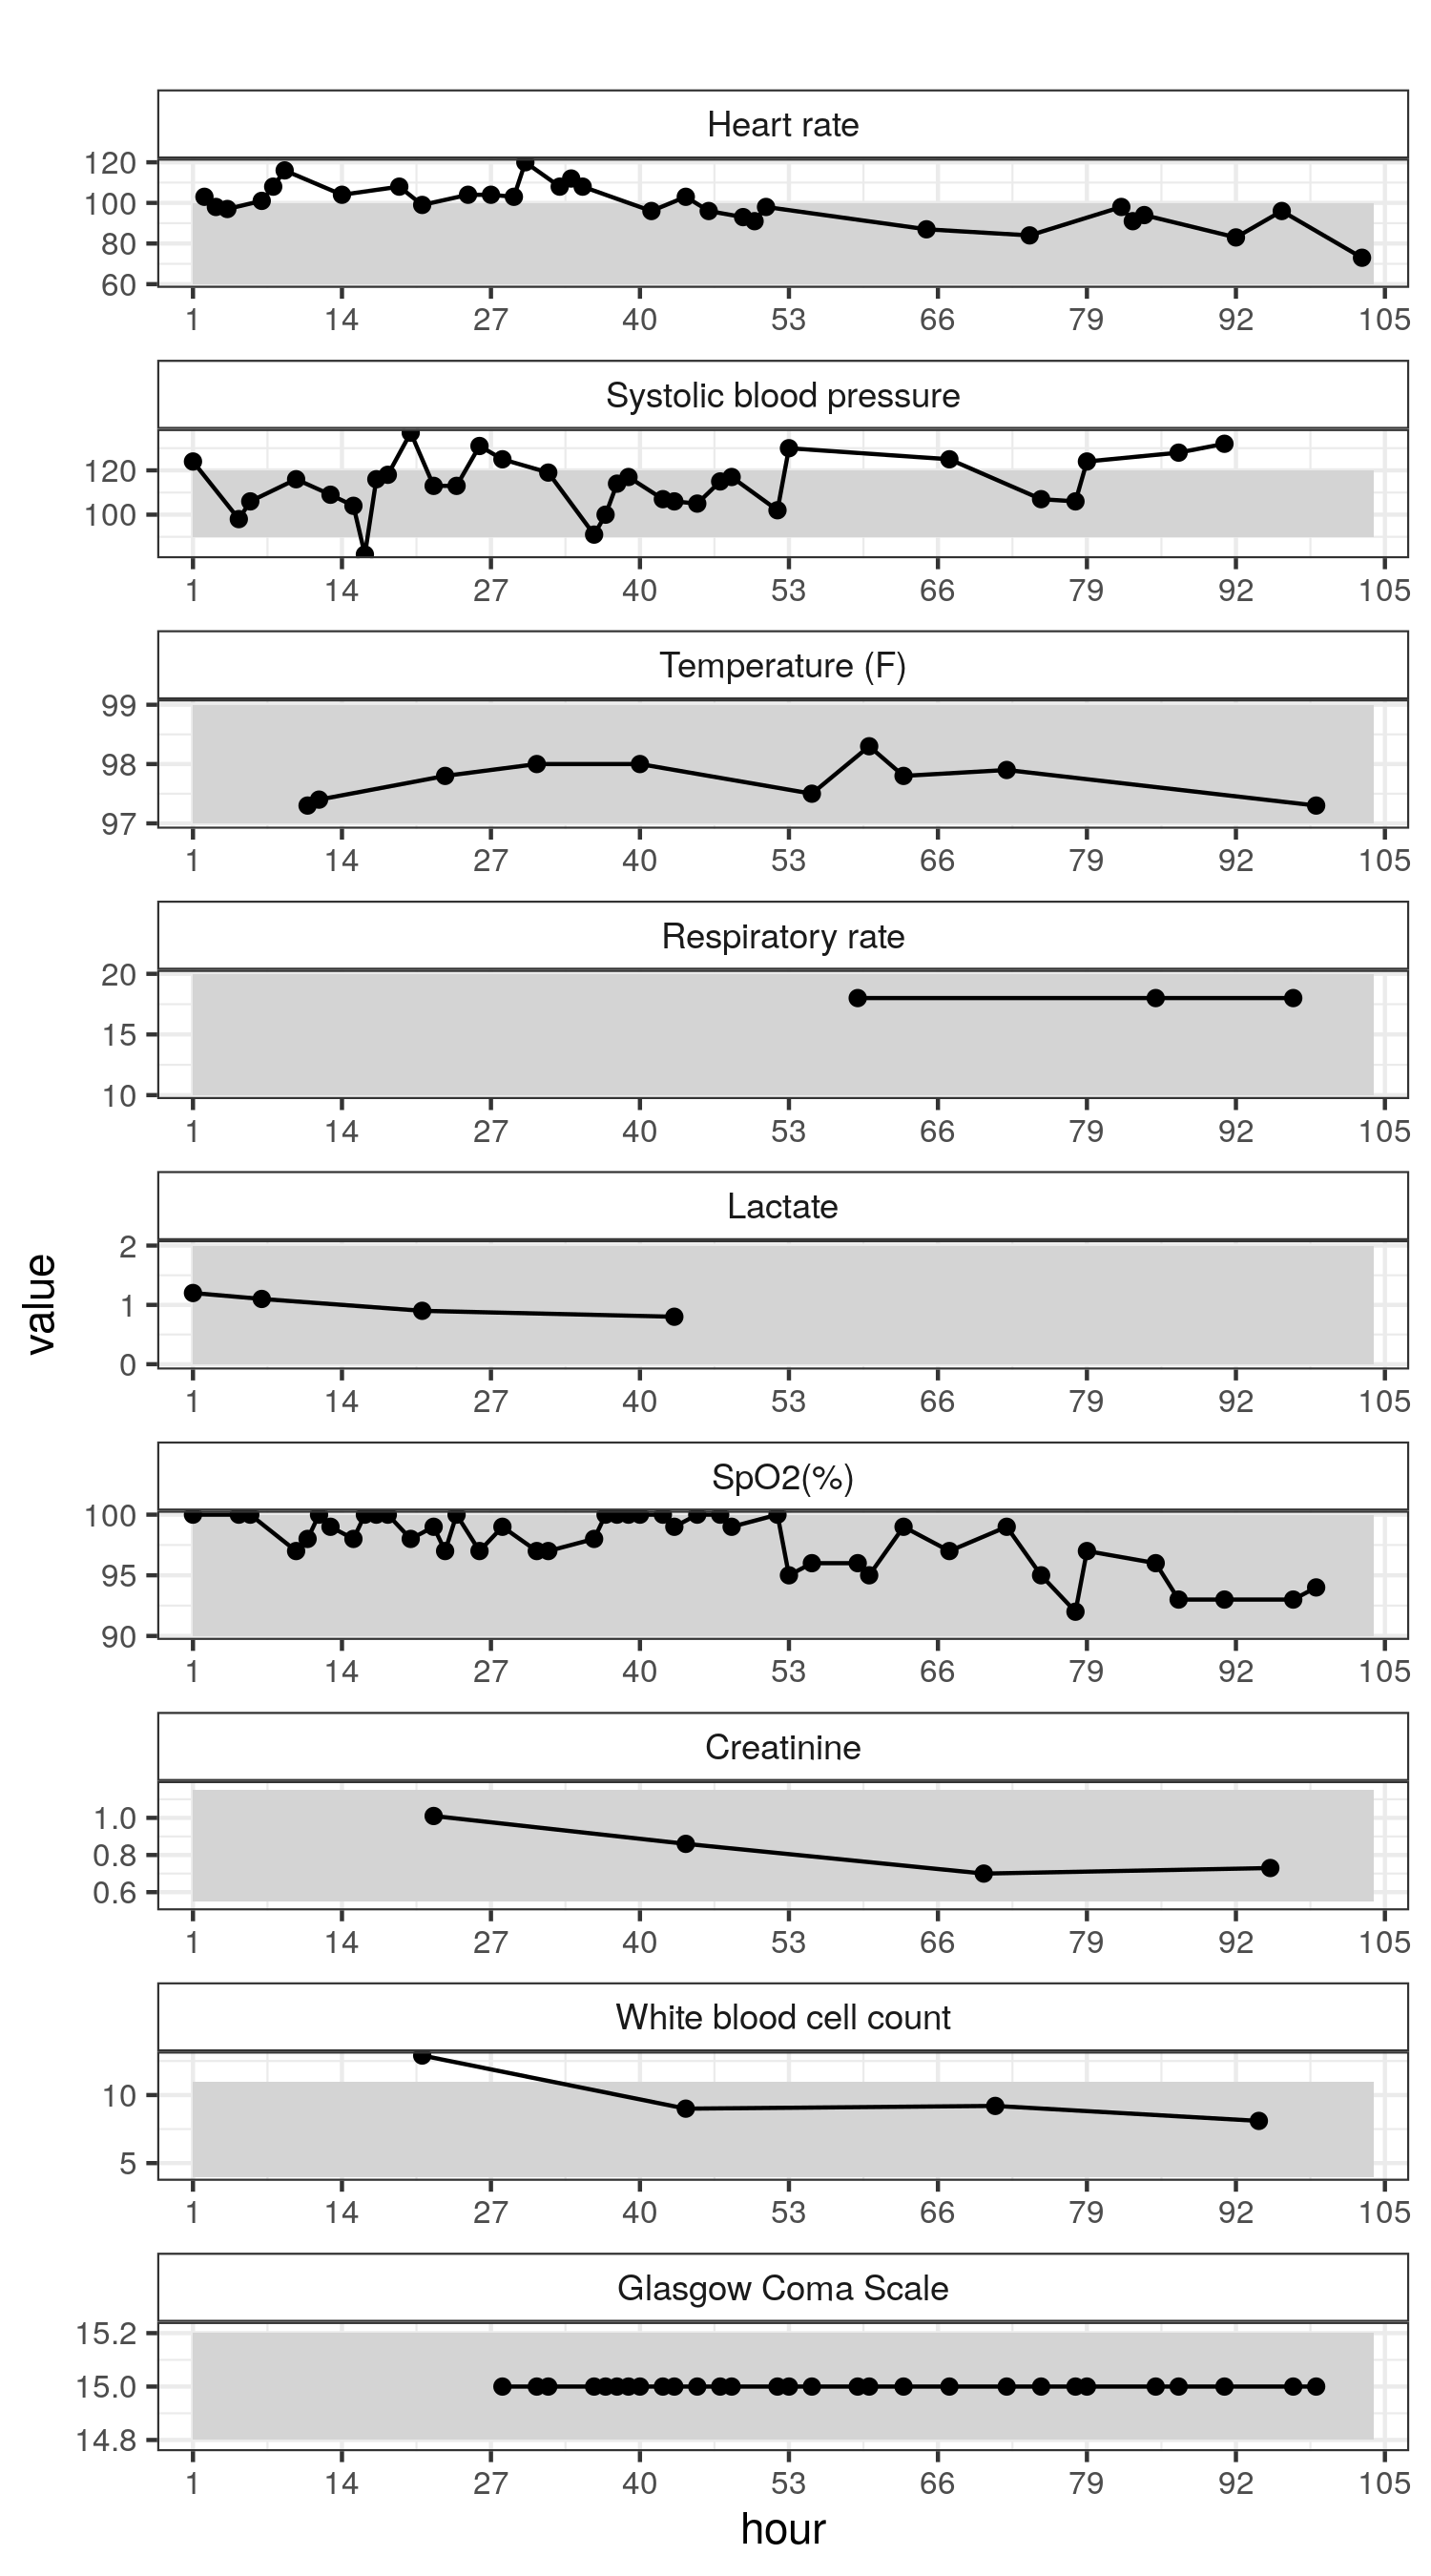 Heart rate
120
100
80
60
1 14 27 40 53 66 79 92 105
Systolic blood pressure
120
100
1 14 27 40 53 66 79 92 105
Temperature (F)
99
98
97
1 14 27 40 53 66 79 92 105
Respiratory rate
20
15
10
1 14 27 40 53 66 79 92 105
Lactate
2
1
0
1 14 27 40 53 66 79 92 105
value
SpO2(%)
100
95
90
1 14 27 40 53 66 79 92 105
Creatinine
1.0
0.8
0.6
1 14 27 40 53 66 79 92 105
White blood cell count
10
5
1 14 27 40 53 66 79 92 105
Glasgow Coma Scale
15.2
15.0
14.8
1 14 27 40 53 66 79 92 105
hour